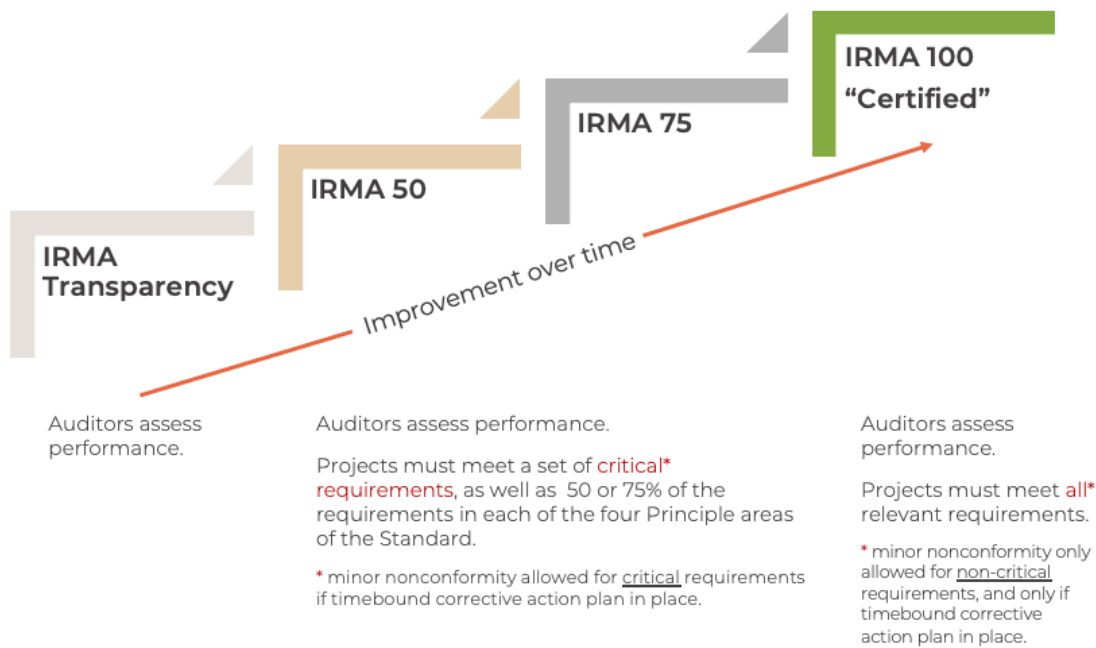 IRMA 100
“Certified”
IRMA 75
IRMA 50
IRMA
Transparency
Improvement over time
Auditors assess
performance.
Auditors assess performance.
Projects must meet a set of critical*
requirements, as well as 50 or 75% of the
requirements in each of the four Principle areas
of the Standard.
* minor nonconformity allowed for critical requirements
if timebound corrective action plan in place.
Auditors assess
performance.
Projects must meet all*
relevant requirements.
* minor nonconformity only
allowed for non-critical
requirements, and only if
timebound corrective
action plan in place.